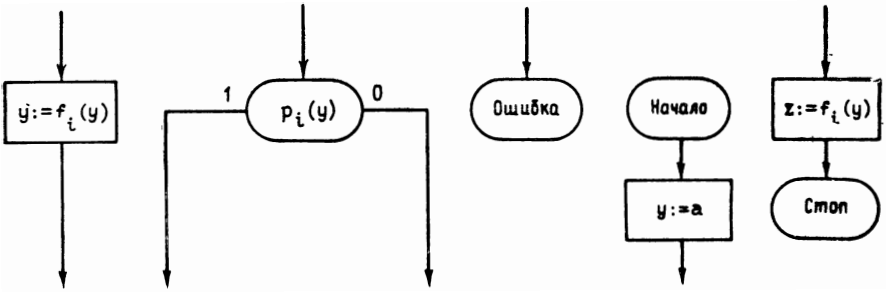 y:=f_i(y)
1
p_i(y)
0
Ошибка
Начало
y:=a
z:=f_i(y)
Стоп